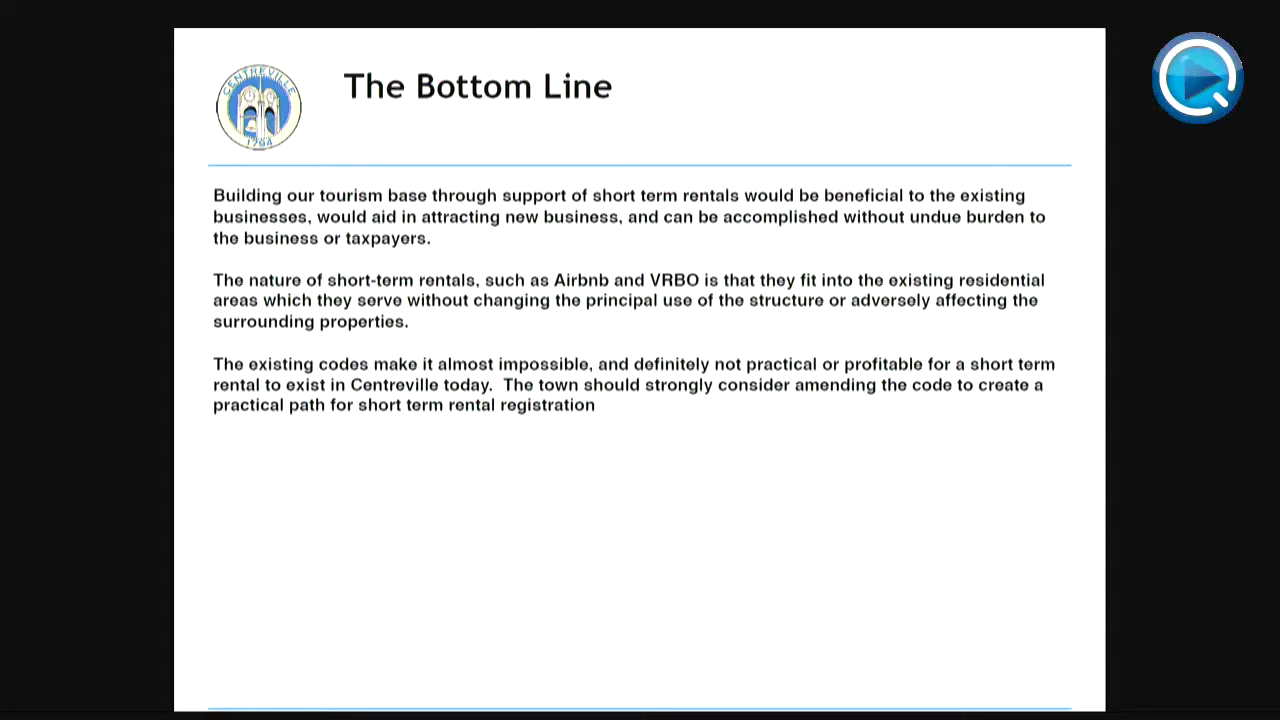 CENTREVILLE
1794
The Bottom Line
Building our tourism base through support of short term rentals would be beneficial to the existing
businesses, would aid in attracting new business, and can be accomplished without undue burden to
the business or taxpayers.
The nature of short-term rentals, such as Airbnb and VRBO is that they fit into the existing residential
areas which they serve without changing the principal use of the structure or adversely affecting the
surrounding properties.
The existing codes make it almost impossible, and definitely not practical or profitable for a short term
rental to exist in Centreville today.  The town should strongly consider amending the code to create a
practical path for short term rental registration